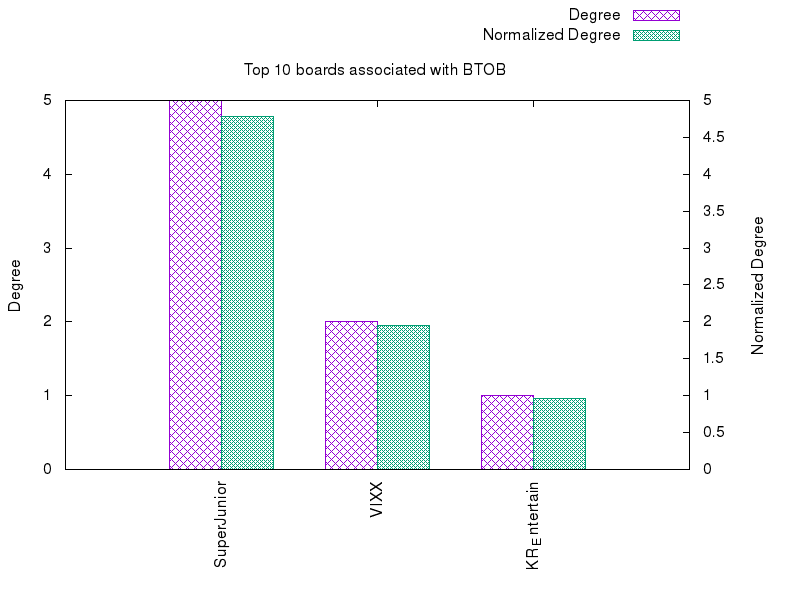 Degree
Normalized Degree
Top 10 boards associated with BTOB
5 5
4.5
4 4
3.5
3 3
2.5
2 2
1.5
1 1
0.5
0 0
Degree
Normalized Degree
SuperJunior
VIXX
KREntertain